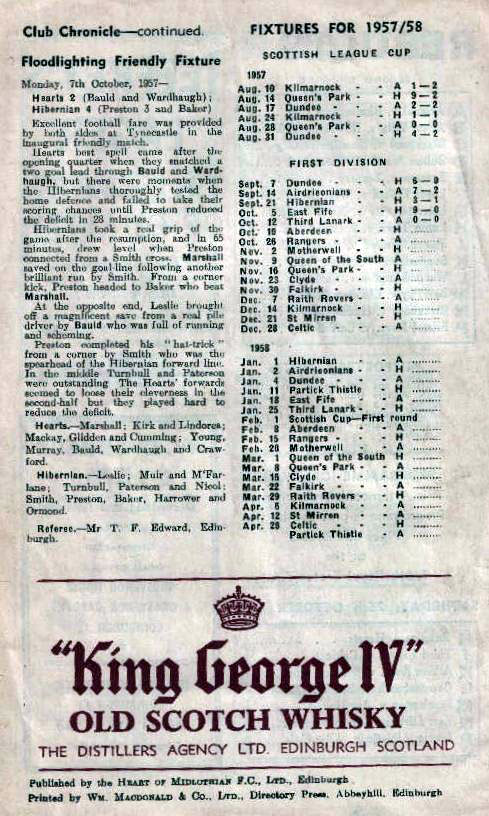 Club Chronicle—continued.
Floodlighting Friendly Fixture
Monday, 7th October, 1957—
Hearts 2 (Bauld and Wardhaugh);
Hibernian 4 (Preston 3 and Baker)
Excellent football fare was provided
by both sides at Tynecastle in the
inaugural friendly match.
Hearts best spell came after the
opening quarter when they snatched a
two goal lead through Bauld and Ward-
haugh, but there were moments when
the Hibernians thoroughly tested the
home defence and failed to take their
scoring chances until Preston reduced
the deficit in 28 minutes.
Hibernians took a real grip of the
game after the resumption, and in 65
minutes, drew level when Preston
connected from a Smith cross. Marshall
saved on the goal-line following another
brilliant run by Smith. From a corner
kick, Preston headed to Baker who beat
Marshall.
At the opposite end, Leslie brought
off a magnificent save from a real pile
driver by Bauld who was full of running
and scheming.
Preston completed his "hat-trick"
from a corner by Smith who was the
spearhead of the Hibernian forward line.
In the middle Turnbull and Paterson
were outstanding The Hearts' forwards
seemed to loose their cleverness in the
second-half but they played hard to
reduce the deficit.
Hearts.—Marshall; Kirk and Lindores;
Mackay, Glidden and Cumming; Young,
Murray, Bauld, Wardhaugh and Craw-
ford.
Hibernian.—Leslie; Muir and M'Far-
lane; Turnbull, Paterson and Nicol;
Smith, Preston, Baker, Harrower and
Ormond.
Referee.—Mr T. F. Edward, Edin-
burgh.
FIXTURES FOR 1957/58
SCOTTISH LEAGUE CUP
1957
Aug. 10 Kilmarnock - - A 1—2
Aug. 14 Queen's Park - - H 9—2
Aug. 17 Dundee - - - A 2—2
Aug. 24 Kilmarnock - - H 1—1
Aug. 28 Queen's Park - - A 0—0
Aug. 31 Dundee - - - H 4—2
FIRST DIVISION
Sept. 7 Dundee - - - H 6—0
Sept. 14 Airdrieonians - - A 7—2
Sept. 21 Hibernian - - H 3—1
Oct. 5 East Fife - - H 9—0
Oct. 12 Third Lanark - - A 0—0
Oct. 19 Aberdeen - - H ........
Oct. 26 Rangers - - - A ........
Nov. 2 Motherwell - - H ........
Nov. 9 Queen of the South A ........
Nov. 16 Queen's Park - - H ........
Nov. 23 Clyde - - - A ........
Nov. 30 Falkirk - - - H ........
Dec. 7 Raith Rovers - - A ........
Dec. 14 Kilmarnock - - H ........
Dec. 21 St Mirren - - H ........
Dec. 28 Celtic - - - A ........
1958
Jan. 1 Hibernian - - A ........
Jan. 2 Airdrieonians - - H ........
Jan. 4 Dundee - - - A ........
Jan. 11 Partick Thistle - H ........
Jan. 18 East Fife - - A ........
Jan. 25 Third Lanark - - H ........
Feb. 1 Scottish Cup—First round
Feb. 8 Aberdeen - - A ........
Feb. 15 Rangers - - - H ........
Feb. Motherwell - - A ........
Mar. 1 Queen of the South H ........
Mar. 8 Queen's Park - - A ........
Mar. 15 Clyde - - - H ........
Mar. 22 Falkirk - - - A ........
Mar. 29 Raith Rovers - - H ........
Apr. Kilmarnock - - A ........
Apr. 12 St Mirren - - A ........
Apr. Celtic - - - H ........
Partick Thistle - A ........
"King George IV"
OLD SCOTCH WHISKY
THE DISTILLERS AGENCY LTD. EDINBURGH SCOTLAND
Published by the HEART OF MIDLOTHIAN F.C., LTD., Edinburgh
Printed by WM. MACDONALD & Co., LTD., Directory Press, Abbeyhill, Edinburgh